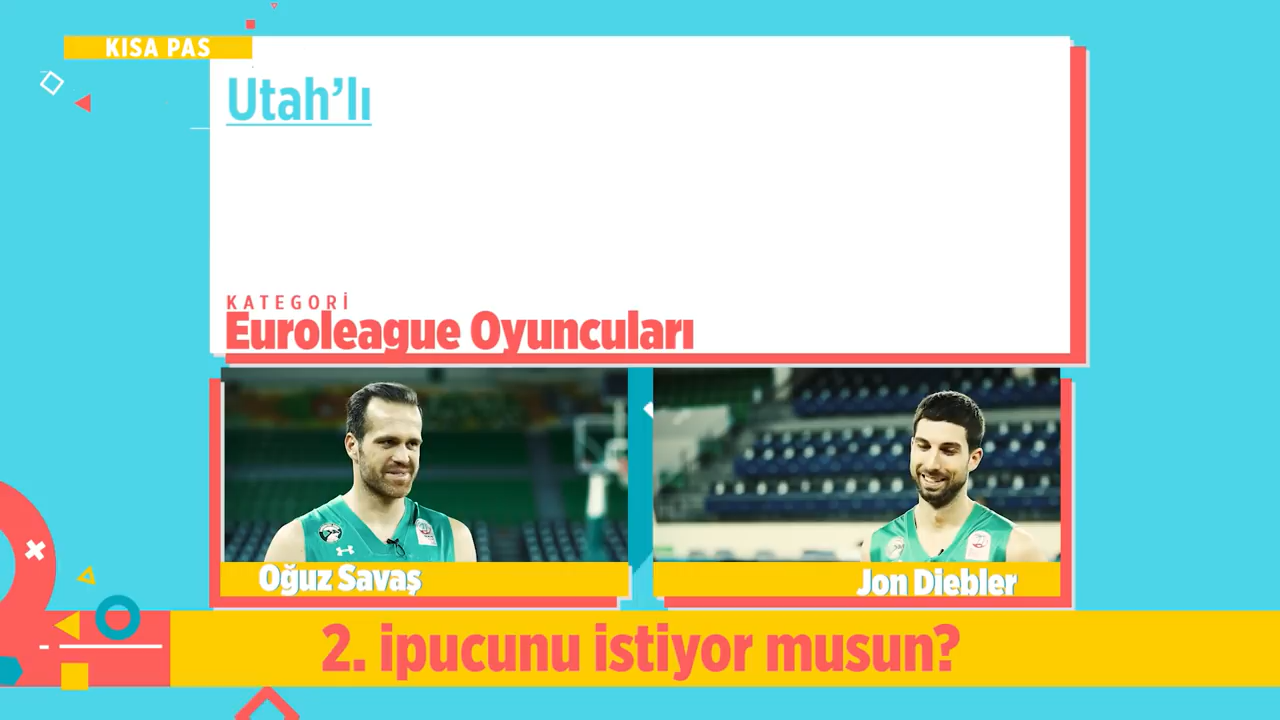 KISA PAS
Utah’lı
KATEGORİ
Euroleague Oyuncuları
Oğuz Savaş
Jon Diebler
2. ipucunu istiyor musun?